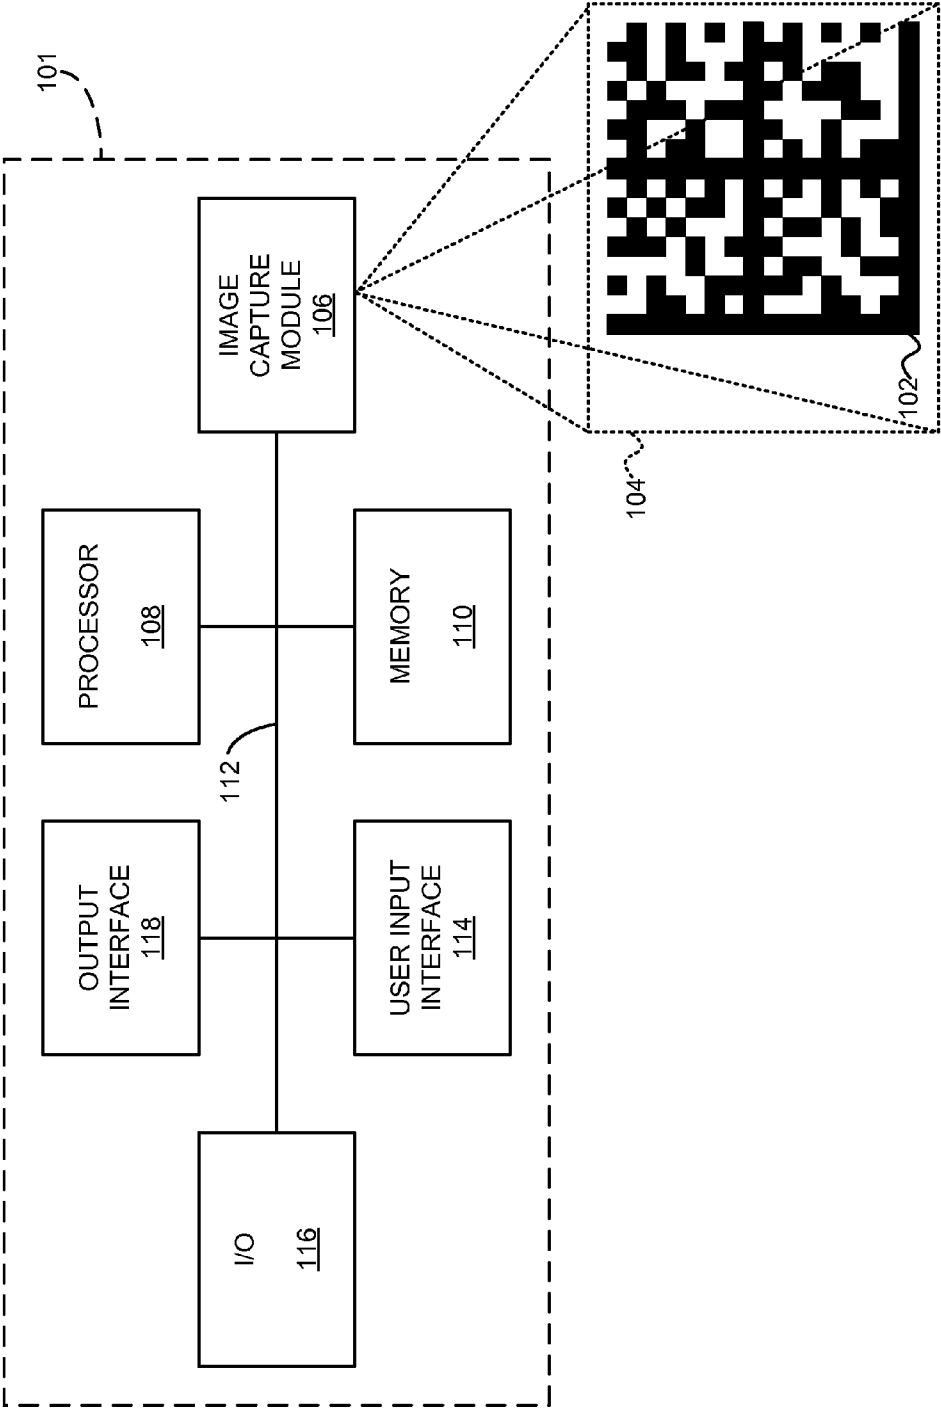 101
IMAGE
CAPTURE
MODULE
106
PROCESSOR
108
MEMORY
110
112
OUTPUT
INTERFACE
118
USER INPUT
INTERFACE
114
I/O
116
102
104